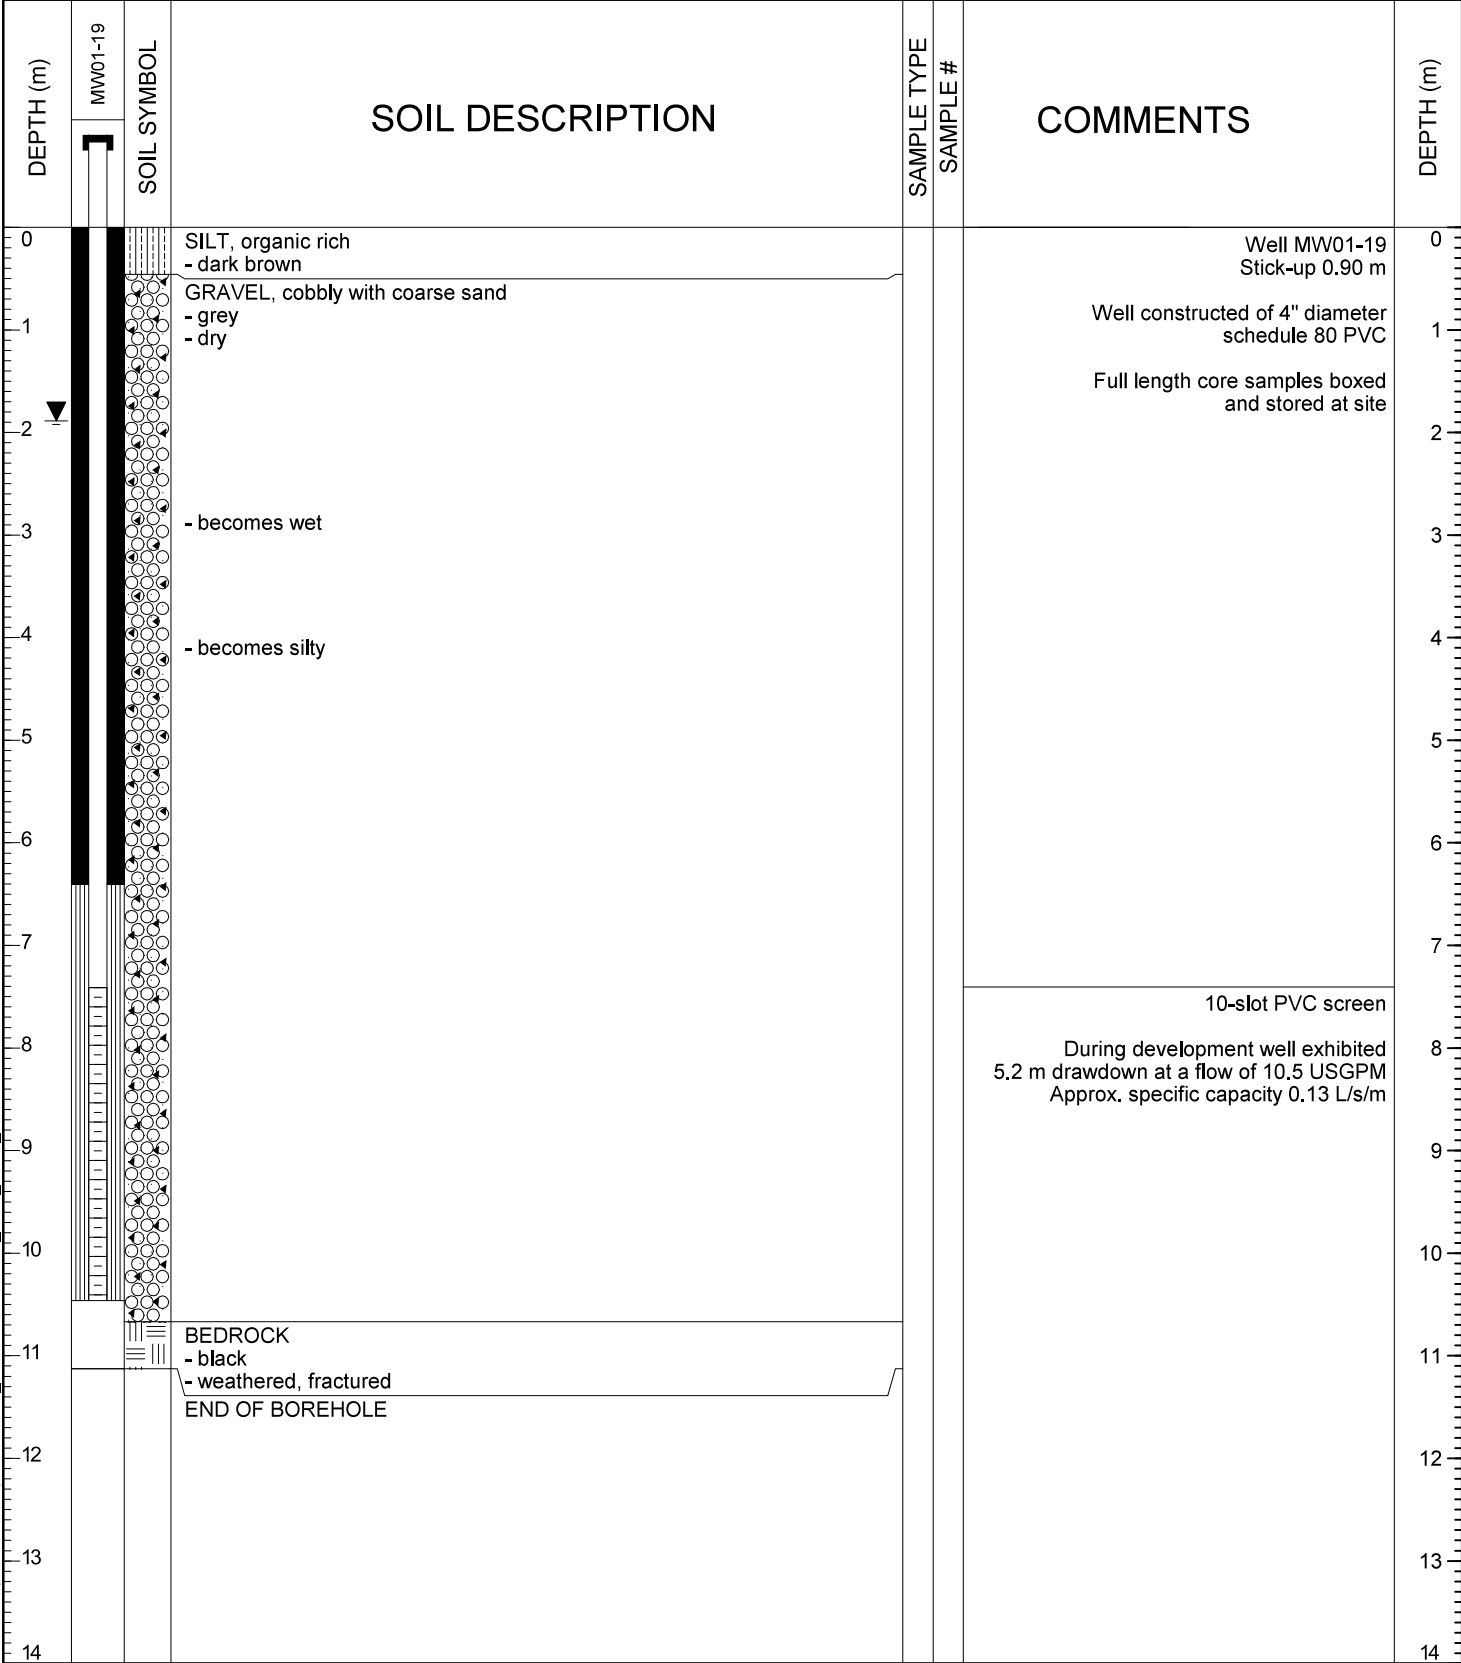 DEPTH (m)
MW01-19
SOIL SYMBOL
SOIL DESCRIPTION
SAMPLE TYPE
SAMPLE #
COMMENTS
DEPTH (m)
0
1
2
3
4
5
6
7
8
9
10
11
12
13
14
SILT, organic rich
- dark brown
GRAVEL, cobbly with coarse sand
- grey
- dry
- becomes wet
- becomes silty
BEDROCK
- black
- weathered, fractured
END OF BOREHOLE
Well MW01-19
Stick-up 0.90 m
Well constructed of 4" diameter
schedule 80 PVC
Full length core samples boxed
and stored at site
10-slot PVC screen
During development well exhibited
5.2 m drawdown at a flow of 10.5 USGPM
Approx. specific capacity 0.13 L/s/m
0
1
2
3
4
5
6
7
8
9
10
11
12
13
14